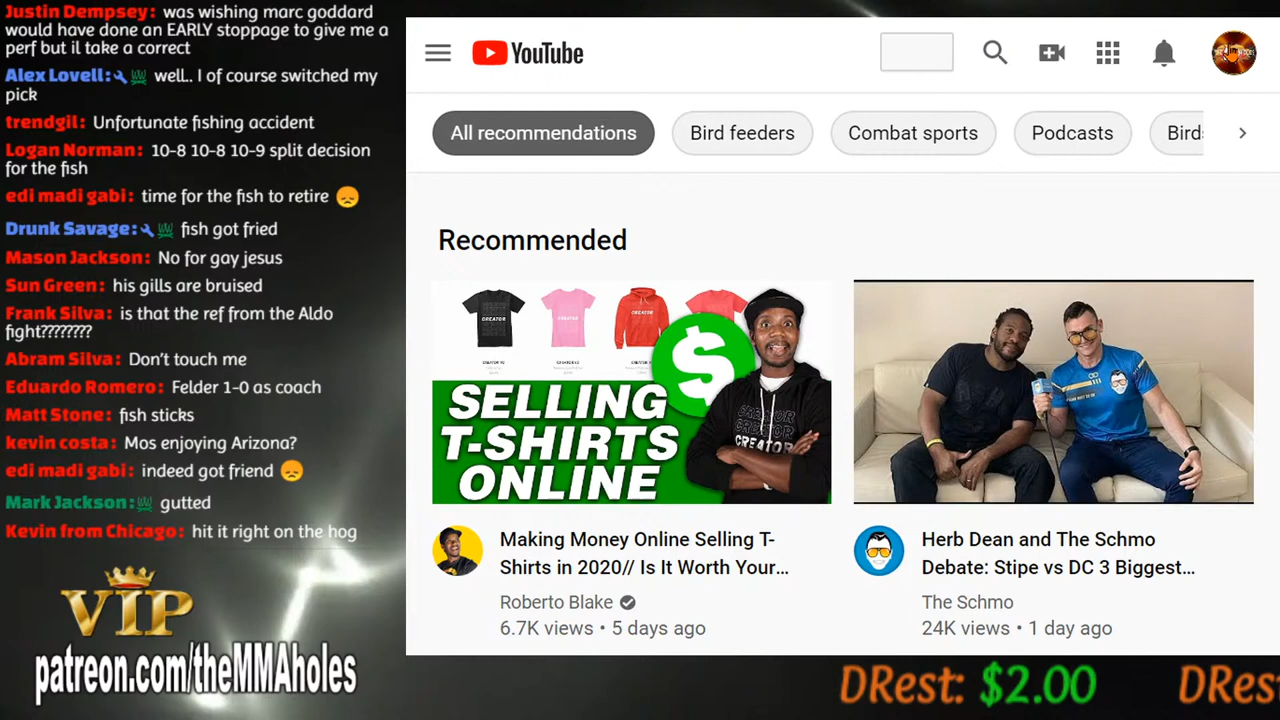 Justin Dempsey: was wishing marc goddard
would have done an EARLY stoppage to give me a
perf but il take a correct
Alex Lovell: well.. I of course switched my
pick
trendgil: Unfortunate fishing accident
Logan Norman: 10-8 10-8 10-9 split decision
for the fish
edi madi gabi: time for the fish to retire 😞
Drunk Savage: fish got fried
Mason Jackson: No for gay jesus
Sun Green: his gills are bruised
Frank Silva: is that the ref from the Aldo
fight????????
Abram Silva: Don't touch me
Eduardo Romero: Felder 1-0 as coach
Matt Stone: fish sticks
kevin costa: Mos enjoying Arizona?
edi madi gabi: indeed got friend 😞
Mark Jackson: gutted
Kevin from Chicago: hit it right on the hog
VIP
patreon.com/theMMAholes
YouTube
All recommendations
Bird feeders
Combat sports
Podcasts
Bird
Recommended
CREATOR
CREATOR
CREATOR
$
SELLING
T-SHIRTS
ONLINE
CREATOR
CREATOR
CREATOR
Making Money Online Selling T-
Shirts in 2020// Is It Worth Your...
Roberto Blake
6.7K views • 5 days ago
Herb Dean and The Schmo
Debate: Stipe vs DC 3 Biggest...
The Schmo
24K views • 1 day ago
DRest: $2.00
DRes